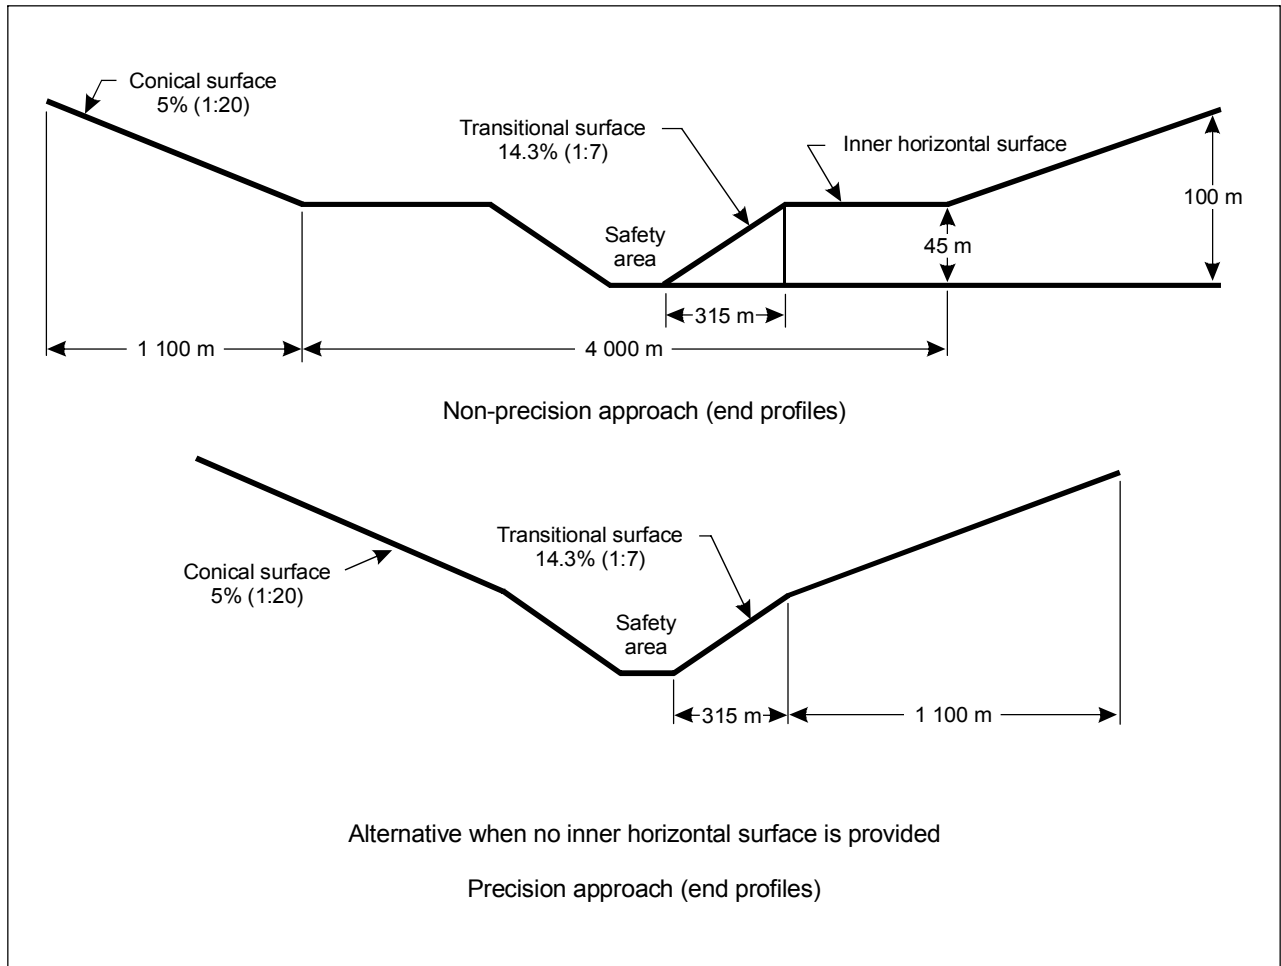 Conical surface
5% (1:20)
Transitional surface
14.3% (1:7)
Inner horizontal surface
100 m
Safety
area
45 m
315 m
1 100 m
4 000 m
Non-precision approach (end profiles)
Transitional surface
14.3% (1:7)
Conical surface
5% (1:20)
Safety
area
315 m
1 100 m
Alternative when no inner horizontal surface is provided
Precision approach (end profiles)